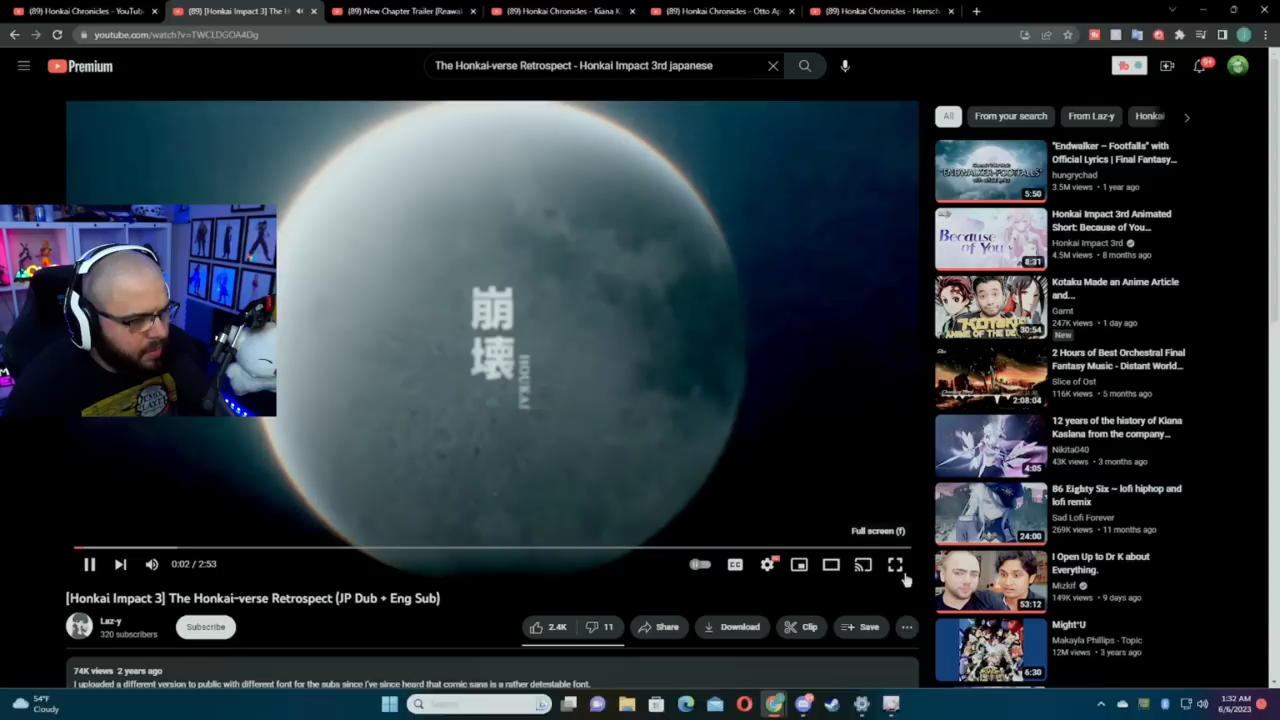 (89) Honkai Chronicles - YouTub
(89) [Honkai Impact 3] The H
(89) New Chapter Trailer [Reawa
(89) Honkai Chronicles - Kiana K
(89) Honkai Chronicles - Otto Ap
(89) Honkai Chronicles - Herrsch
youtube.com/watch?v=TWCLDGOA4Dg
Premium
The Honkai-verse Retrospect - Honkai Impact 3rd japanese
9+
All
From your search
From Laz-y
Honkai
"Endwalker – Footfalls" with
Official Lyrics | Final Fantasy...
hungrychad
3.5M views • 1 year ago
"ENDWALKER-FOOTFALLS"
with official lyrics
5:50
Honkai Impact 3rd Animated
Short: Because of You...
Honkai Impact 3rd
4.5M views • 8 months ago
Because
of You
8:31
Kotaku Made an Anime Article
and...
Garnt
247K views • 1 day ago
New
30:54
2 Hours of Best Orchestral Final
Fantasy Music - Distant World...
Slice of Ost
116K views • 5 months ago
2:08:04
12 years of the history of Kiana
Kaslana from the company...
Nikita040
43K views • 3 months ago
4:05
86 Eighty Six ~ lofi hiphop and
lofi remix
Sad Lofi Forever
269K views • 11 months ago
24:00
I Open Up to Dr K about
Everything.
Mizkif
149K views • 9 days ago
53:12
Might+U
Makayla Phillips - Topic
12M views • 3 years ago
6:30
崩
壊
HOUKAI
Full screen (f)
0:02 / 2:53
CC
[Honkai Impact 3] The Honkai-verse Retrospect (JP Dub + Eng Sub)
Laz-y
320 subscribers
Subscribe
2.4K
11
Share
Download
Clip
Save
74K views 2 years ago
I uploaded a different version to public with different font for the subs since I've since heard that comic sans is a rather detestable font.
54°F
Cloudy
Search
1:32 AM
6/6/2023